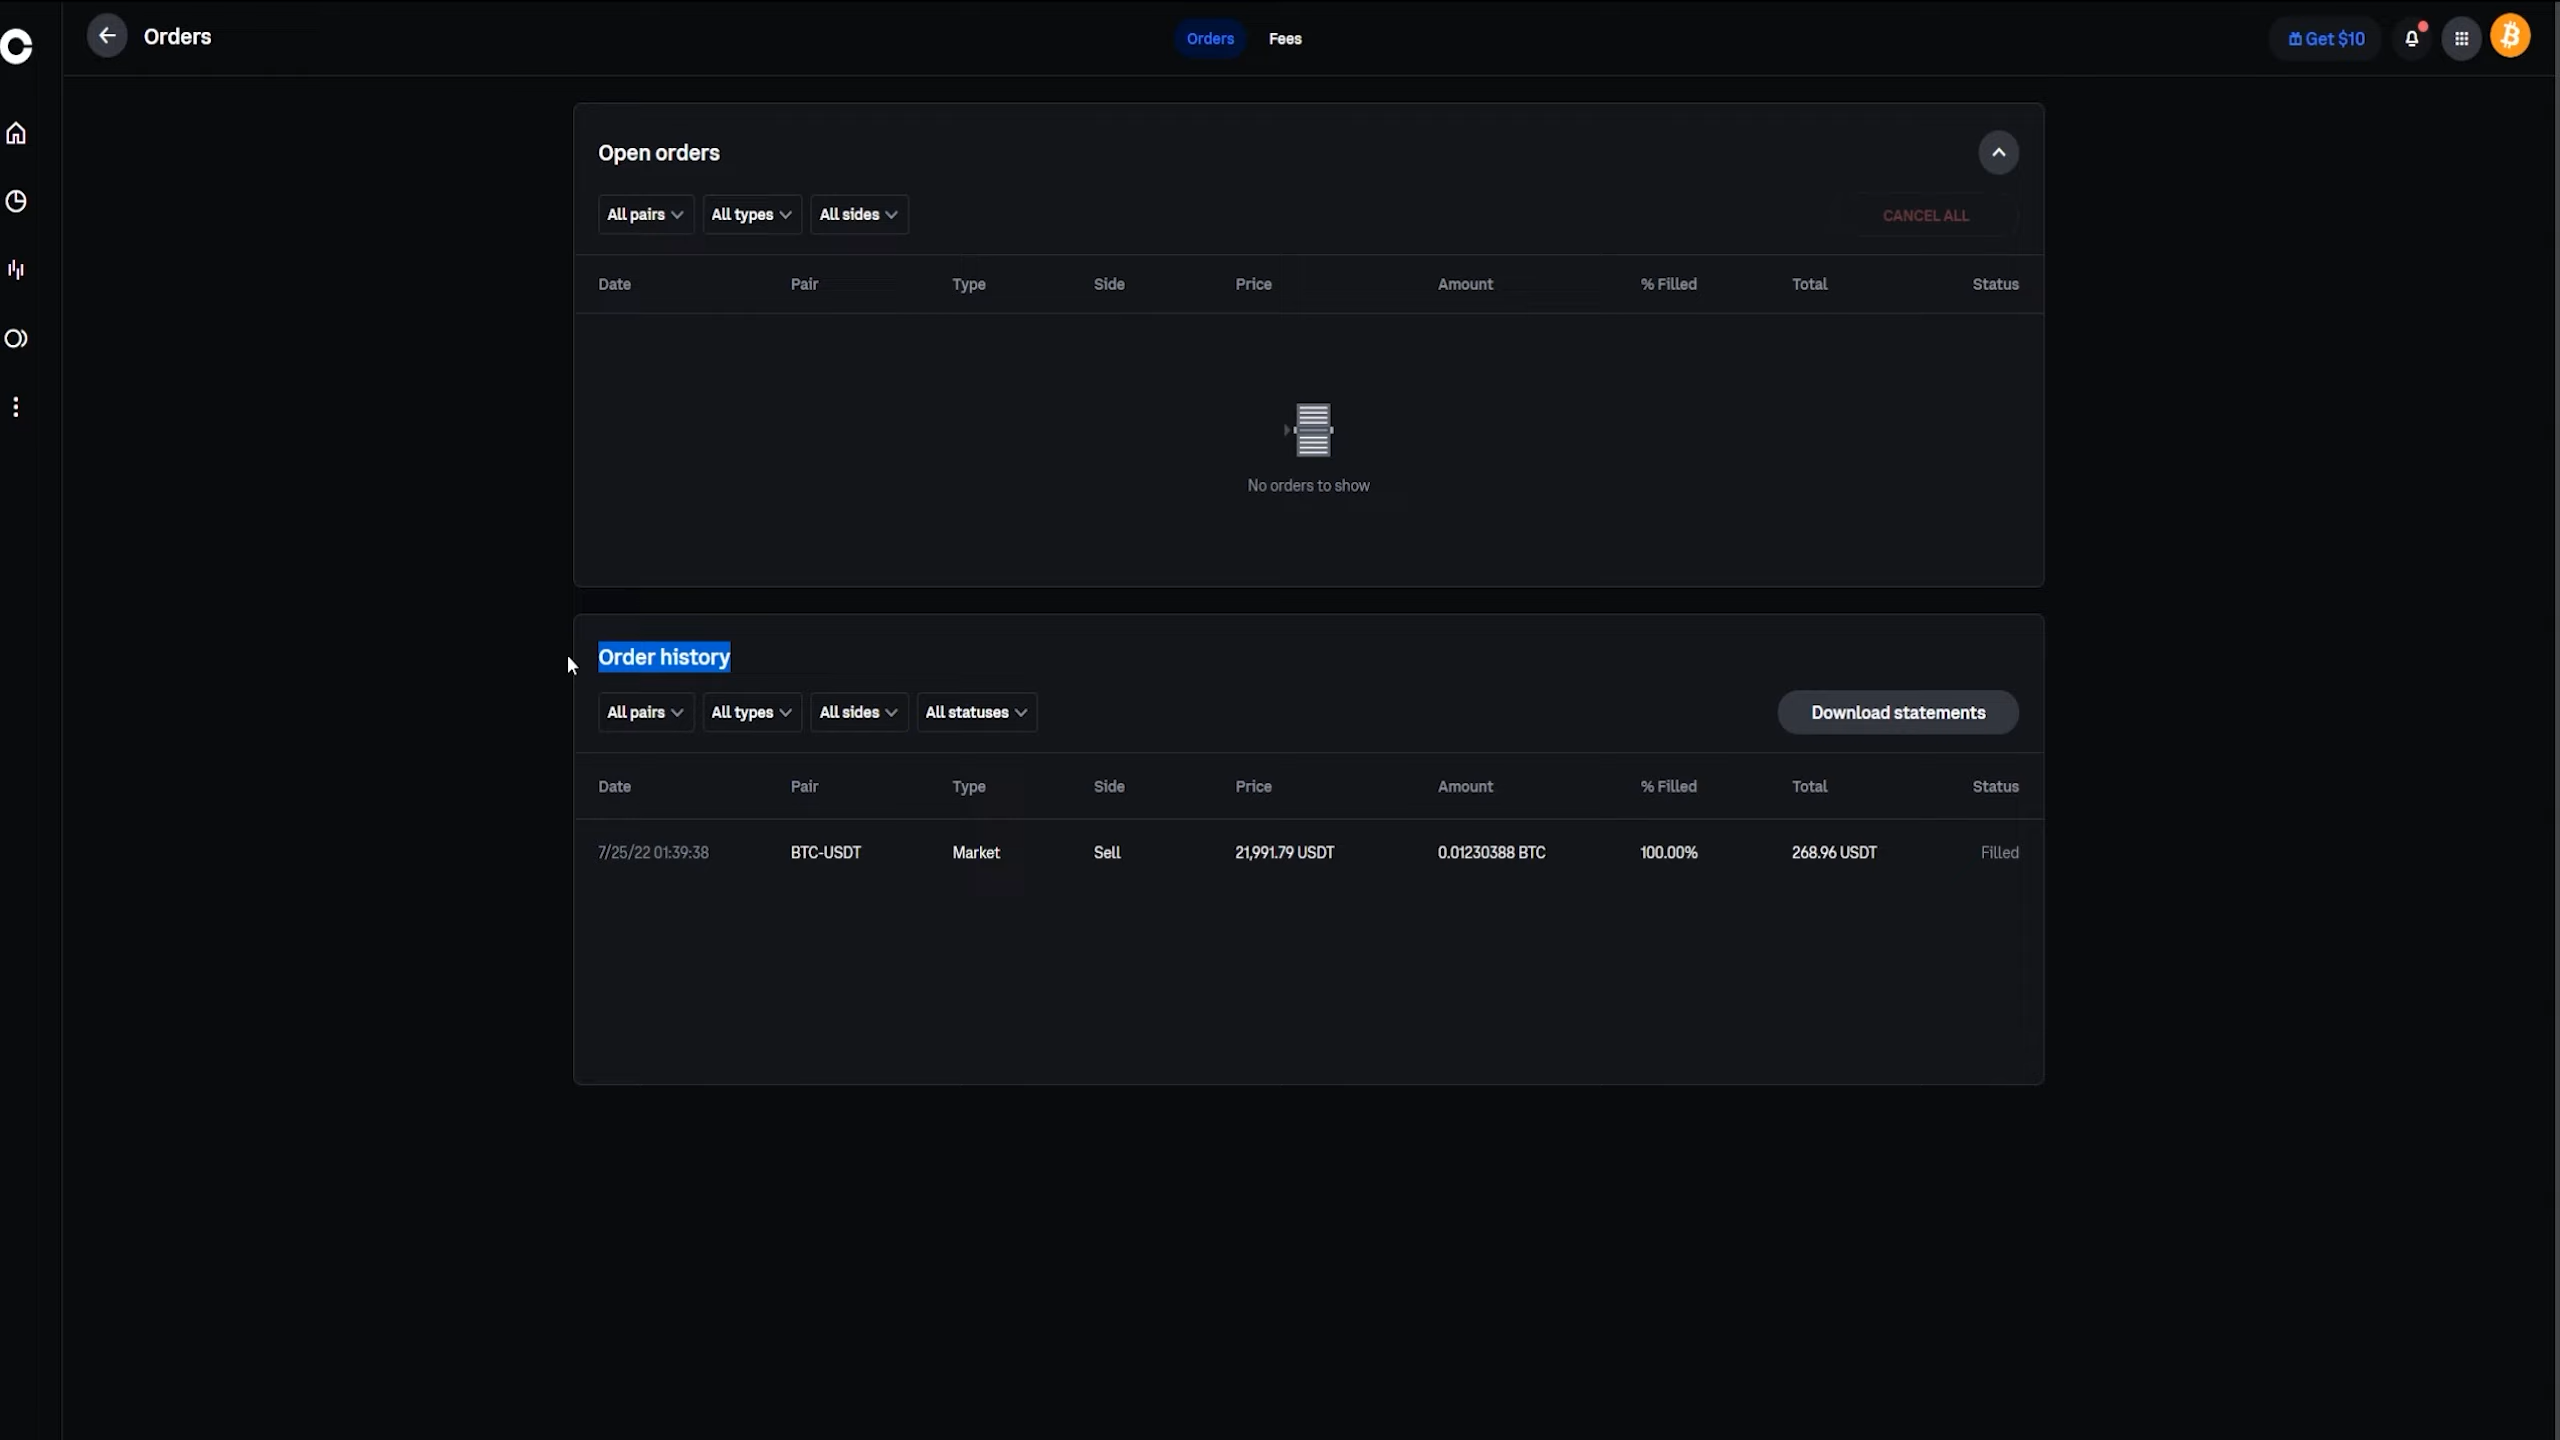 Orders
Orders Fees
Get $10
Open orders
All pairs All types All sides
CANCEL ALL
Date Pair Type Side Price Amount % Filled Total Status
No orders to show
Order history
All pairs All types All sides All statuses
Download statements
Date Pair Type Side Price Amount % Filled Total Status
7/25/22 01:39:38 BTC-USDT Market Sell 21,991.79 USDT 0.01230388 BTC 100.00% 268.96 USDT Filled